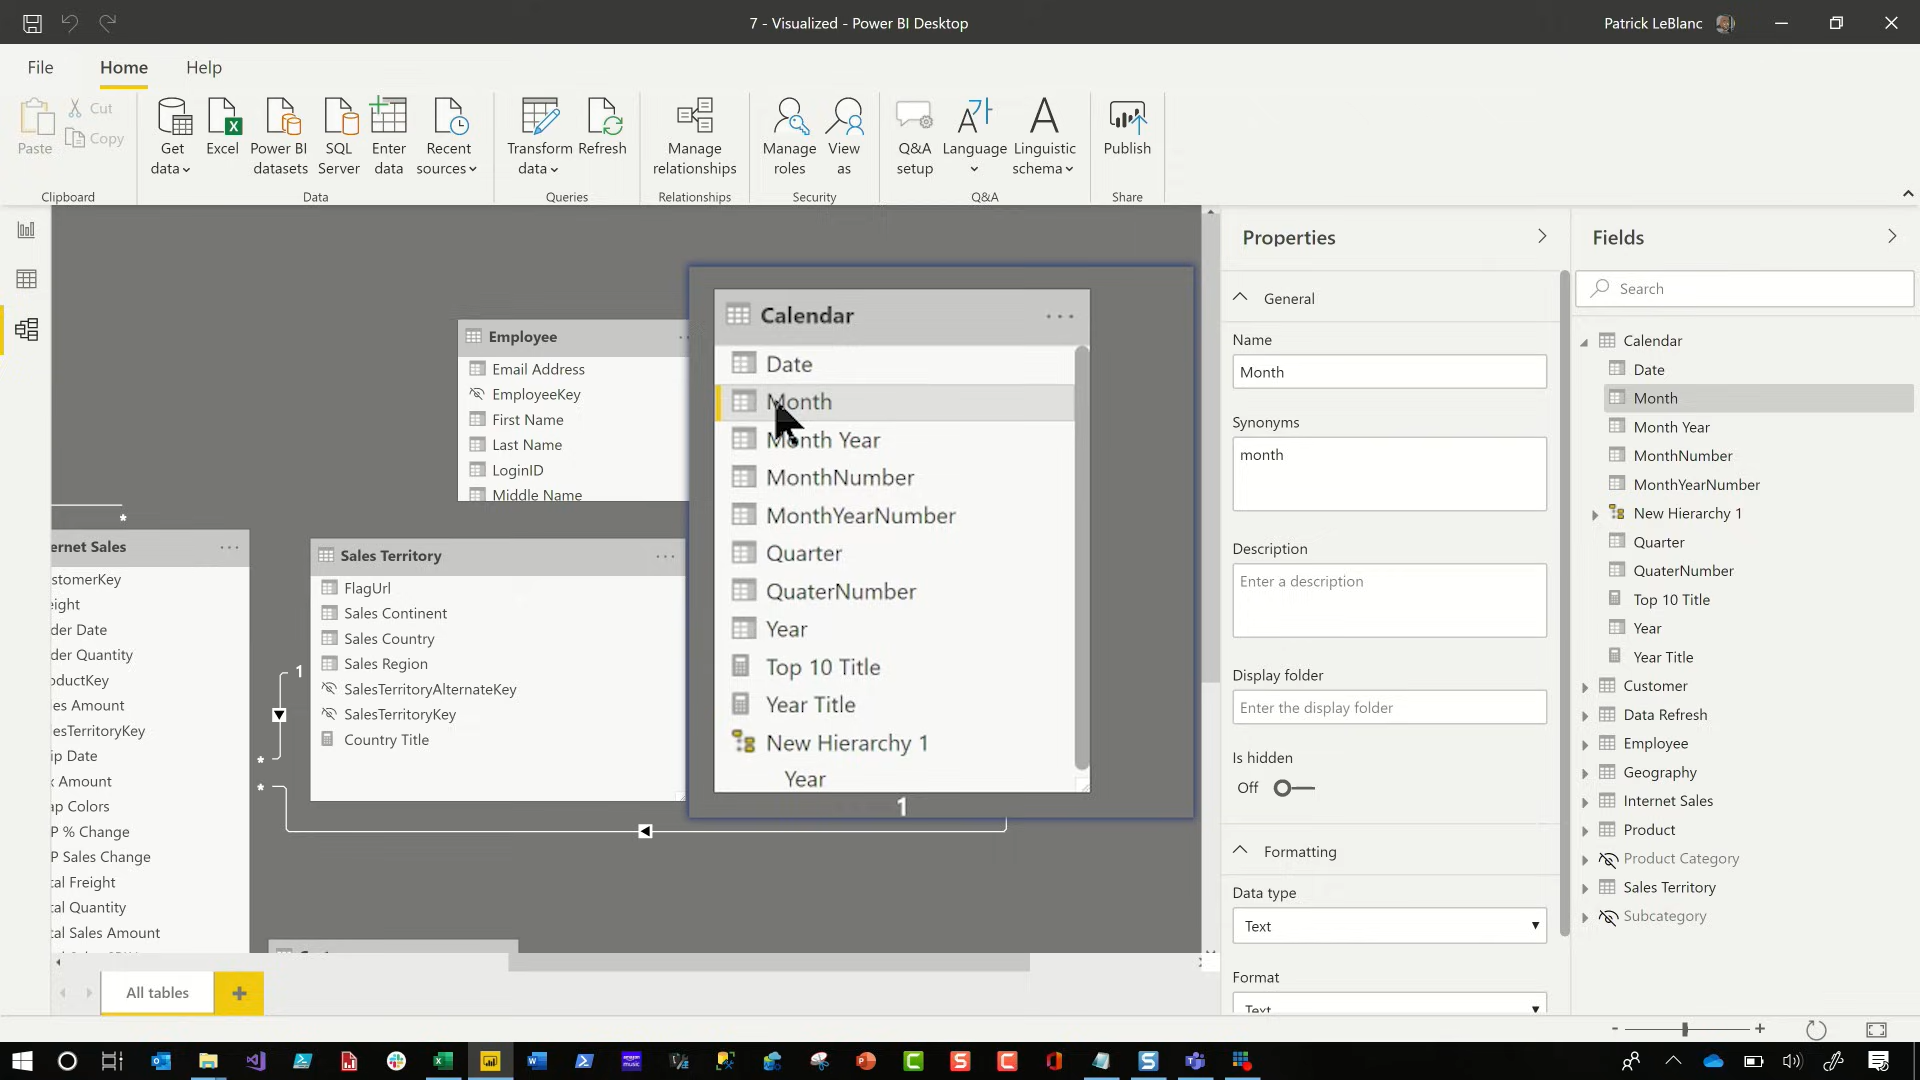 7 - Visualized - Power BI Desktop
Patrick LeBlanc
File
Home
Help
Paste
Cut
Copy
Clipboard
Get
data
Excel
Power BI
datasets
SQL
Server
Enter
data
Recent
sources
Data
Transform
data
Refresh
Queries
Manage
relationships
Relationships
Manage
roles
View
as
Security
Q&A
setup
Language
Linguistic
schema
Q&A
Publish
Share
Employee
Email Address
EmployeeKey
First Name
Last Name
LoginID
Middle Name
ernet Sales
stomerKey
eight
der Date
der Quantity
oductKey
es Amount
esTerritoryKey
ip Date
x Amount
ap Colors
P % Change
P Sales Change
tal Freight
tal Quantity
tal Sales Amount
*
1
*
*
Sales Territory
FlagUrl
Sales Continent
Sales Country
Sales Region
SalesTerritoryAlternateKey
SalesTerritoryKey
Country Title
Calendar
Date
Month
Month Year
MonthNumber
MonthYearNumber
Quarter
QuaterNumber
Year
Top 10 Title
Year Title
New Hierarchy 1
Year
1
All tables
Properties
General
Name
Month
Synonyms
month
Description
Enter a description
Display folder
Enter the display folder
Is hidden
Off
Formatting
Data type
Text
Format
Text
Fields
Search
Calendar
Date
Month
Month Year
MonthNumber
MonthYearNumber
New Hierarchy 1
Quarter
QuaterNumber
Top 10 Title
Year
Year Title
Customer
Data Refresh
Employee
Geography
Internet Sales
Product
Product Category
Sales Territory
Subcategory